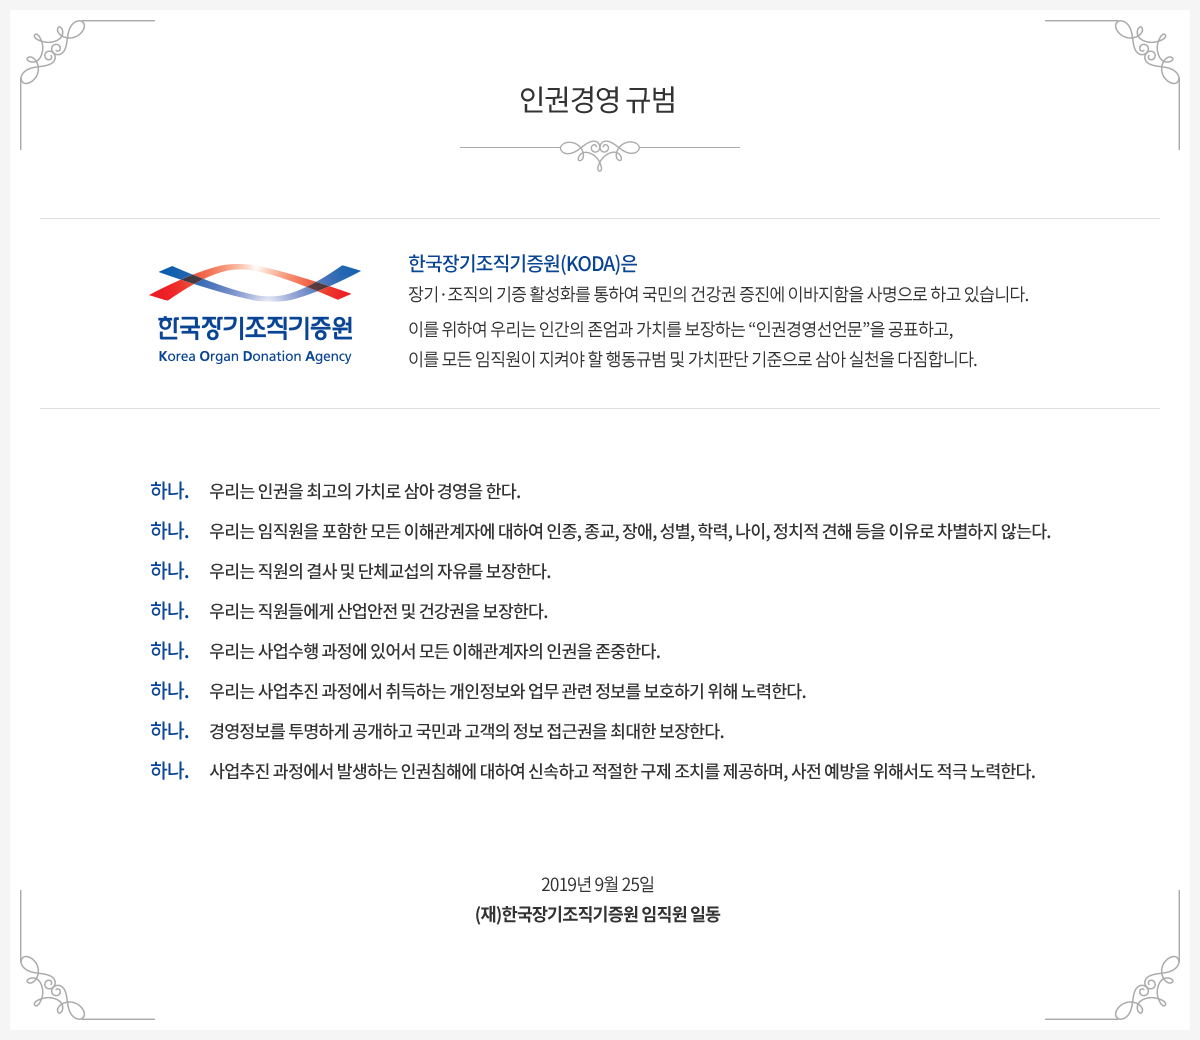 인권경영 규범
한국장기조직기증원
Korea Organ Donation Agency
한국장기조직기증원(KODA)은
장기·조직의 기증 활성화를 통하여 국민의 건강권 증진에 이바지함을 사명으로 하고 있습니다.
이를 위하여 우리는 인간의 존엄과 가치를 보장하는 “인권경영선언문”을 공표하고,
이를 모든 임직원이 지켜야 할 행동규범 및 가치판단 기준으로 삼아 실천을 다짐합니다.
하나. 우리는 인권을 최고의 가치로 삼아 경영을 한다.
하나. 우리는 임직원을 포함한 모든 이해관계자에 대하여 인종, 종교, 장애, 성별, 학력, 나이, 정치적 견해 등을 이유로 차별하지 않는다.
하나. 우리는 직원의 결사 및 단체교섭의 자유를 보장한다.
하나. 우리는 직원들에게 산업안전 및 건강권을 보장한다.
하나. 우리는 사업수행 과정에 있어서 모든 이해관계자의 인권을 존중한다.
하나. 우리는 사업추진 과정에서 취득하는 개인정보와 업무 관련 정보를 보호하기 위해 노력한다.
하나. 경영정보를 투명하게 공개하고 국민과 고객의 정보 접근권을 최대한 보장한다.
하나. 사업추진 과정에서 발생하는 인권침해에 대하여 신속하고 적절한 구제 조치를 제공하며, 사전 예방을 위해서도 적극 노력한다.
2019년 9월 25일
(재)한국장기조직기증원 임직원 일동